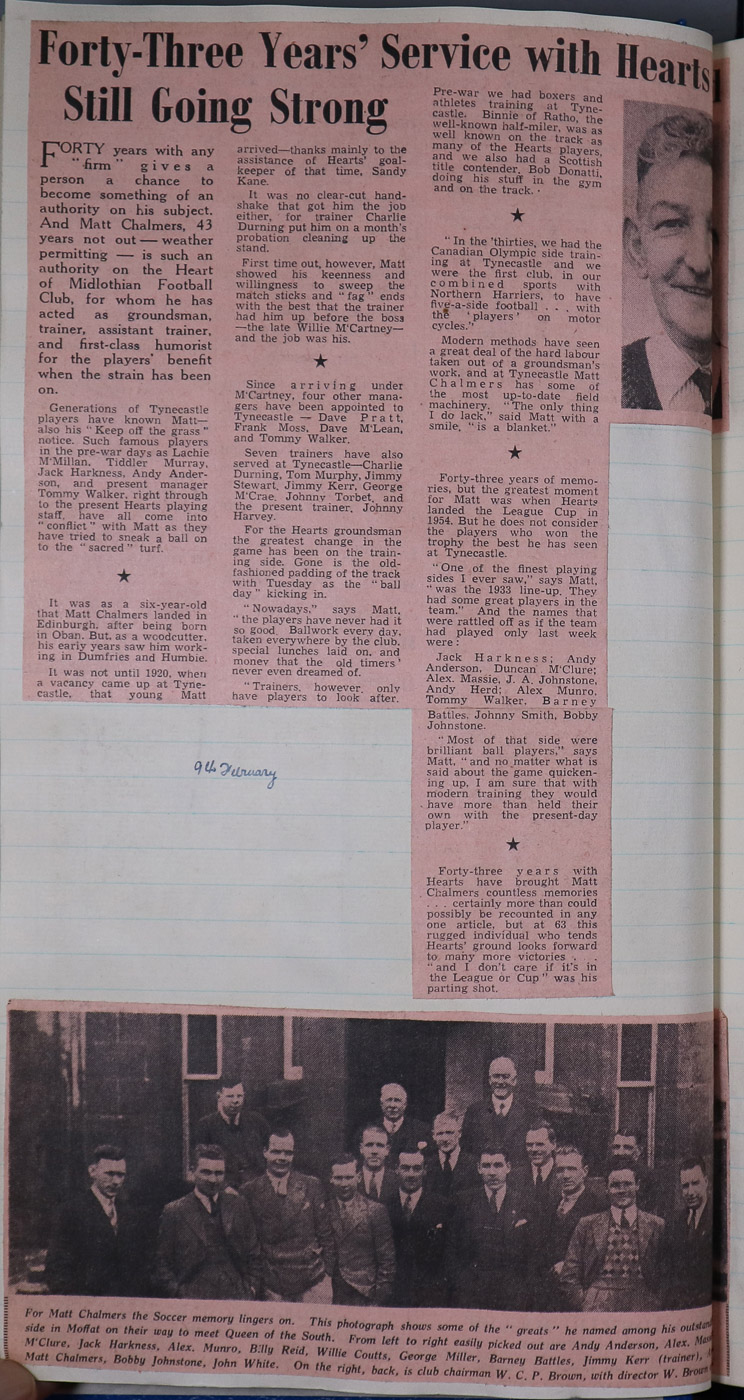 Forty-Three Years' Service with Hearts
Still Going Strong
FORTY years with any
"firm" gives a
person a chance to
become something of an
authority on his subject.
And Matt Chalmers, 43
years not out — weather
permitting — is such an
authority on the Heart
of Midlothian Football
Club, for whom he has
acted as groundsman,
trainer, assistant trainer,
and first-class humorist
for the players' benefit
when the strain has been
on.
Generations of Tynecastle
players have known Matt—
also his "Keep off the grass"
notice. Such famous players
in the pre-war days as Lachie
M'Millan, Tiddler Murray,
Jack Harkness, Andy Ander-
son, and present manager
Tommy Walker, right through
to the present Hearts playing
staff, have all come into
"conflict" with Matt as they
have tried to sneak a ball on
to the "sacred" turf.
★
It was as a six-year-old
that Matt Chalmers landed in
Edinburgh, after being born
in Oban. But, as a woodcutter,
his early years saw him work-
ing in Dumfries and Humbie.
It was not until 1920, when
a vacancy came up at Tyne-
castle, that young Matt
arrived—thanks mainly to the
assistance of Hearts' goal-
keeper of that time, Sandy
Kane.
It was no clear-cut hand-
shake that got him the job
either, for trainer Charlie
Durning put him on a month's
probation cleaning up the
stand.
First time out, however, Matt
showed his keenness and
willingness to sweep the
match sticks and "fag" ends
with the best that the trainer
had him up before the boss
—the late Willie M'Cartney—
and the job was his.
★
Since arriving under
M'Cartney, four other mana-
gers have been appointed to
Tynecastle — Dave Pratt,
Frank Moss, Dave M'Lean,
and Tommy Walker.
Seven trainers have also
served at Tynecastle—Charlie
Durning, Tom Murphy, Jimmy
Stewart, Jimmy Kerr, George
M'Crae, Johnny Torbet, and
the present trainer, Johnny
Harvey.
For the Hearts groundsman
the greatest change in the
game has been on the train-
ing side. Gone is the old-
fashioned padding of the track
with Tuesday as the "ball
day" kicking in.
"Nowadays," says Matt,
"the players have never had it
so good. Ballwork every day,
taken everywhere by the club,
special lunches laid on, and
money that the old timers'
never even dreamed of.
"Trainers, however, only
have players to look after.
Pre-war we had boxers and
athletes training at Tyne-
castle. Binnie of Ratho, the
well-known half-miler, was as
well known on the track as
many of the Hearts players,
and we also had a Scottish
title contender, Bob Donatti,
doing his stuff in the gym
and on the track.
★
"In the 'thirties, we had the
Canadian Olympic side train-
ing at Tynecastle and we
were the first club, in our
combined sports with
Northern Harriers, to have
five-a-side football . . . with
the 'players' on motor
cycles."
Modern methods have seen
a great deal of the hard labour
taken out of a groundsman's
work, and at Tynecastle Matt
Chalmers has some of
the most up-to-date field
machinery. "The only thing
I do lack," said Matt with a
smile, "is a blanket."
★
Forty-three years of memo-
ries, but the greatest moment
for Matt was when Hearts
landed the League Cup in
1954. But he does not consider
the players who won the
trophy the best he has seen
at Tynecastle.
"One of the finest playing
sides I ever saw," says Matt,
"was the 1933 line-up. They
had some great players in the
team." And the names that
were rattled off as if the team
had played only last week
were:
Jack Harkness; Andy
Anderson, Duncan M'Clure;
Alex. Massie, J. A. Johnstone,
Andy Herd; Alex Munro,
Tommy Walker, Barney
Battles, Johnny Smith, Bobby
Johnstone.
"Most of that side were
brilliant ball players," says
Matt, "and no matter what is
said about the game quicken-
ing up, I am sure that with
modern training they would
have more than held their
own with the present-day
player."
★
Forty-three years with
Hearts have brought Matt
Chalmers countless memories
. . . certainly more than could
possibly be recounted in any
one article, but at 63 this
rugged individual who tends
Hearts' ground looks forward
to many more victories . . .
"and I don't care if it's in
the League or Cup" was his
parting shot.
9th February
For Matt Chalmers the Soccer memory lingers on. This photograph shows some of the "greats" he named among his
side in Moffat on their way to meet Queen of the South. From left to right easily picked out are Andy Anderson, Alex.
M'Clure, Jack Harkness, Alex. Munro, Billy Reid, Willie Coutts, George Miller, Barney Battles, Jimmy Kerr (trainer),
Matt Chalmers, Bobby Johnstone, John White. On the right, back, is club chairman W. C. P. Brown, with director W. Brown